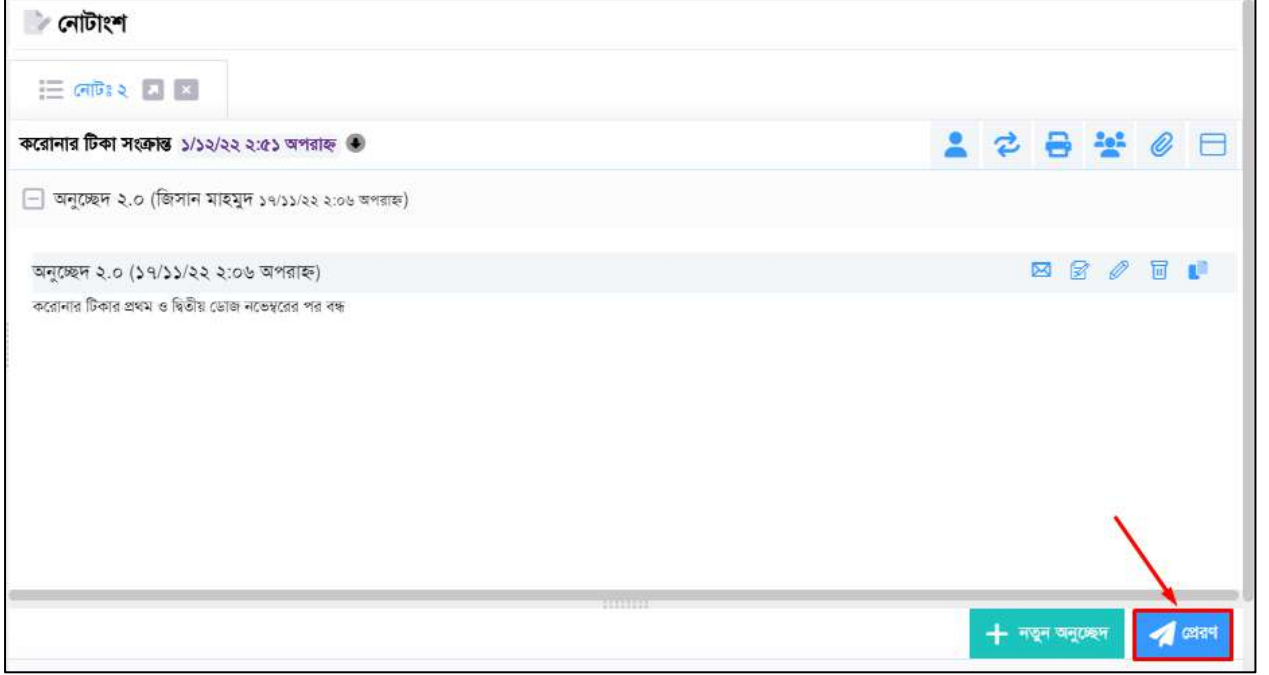 নোটাংশ
নোটঃ ২
করোনার টিকা সংক্রান্ত ১/১২/২২ ২:৫১ অপরাহ্ন
অনুচ্ছেদ ২.০ (জিসান মাহমুদ ১৭/১১/২২ ২:০৬ অপরাহ্ন)
অনুচ্ছেদ ২.০ (১৭/১১/২২ ২:০৬ অপরাহ্ন)
করোনার টিকার প্রথম ও দ্বিতীয় ডোজ নভেম্বরের পর বন্ধ
নতুন অনুচ্ছেদ প্রেরণ